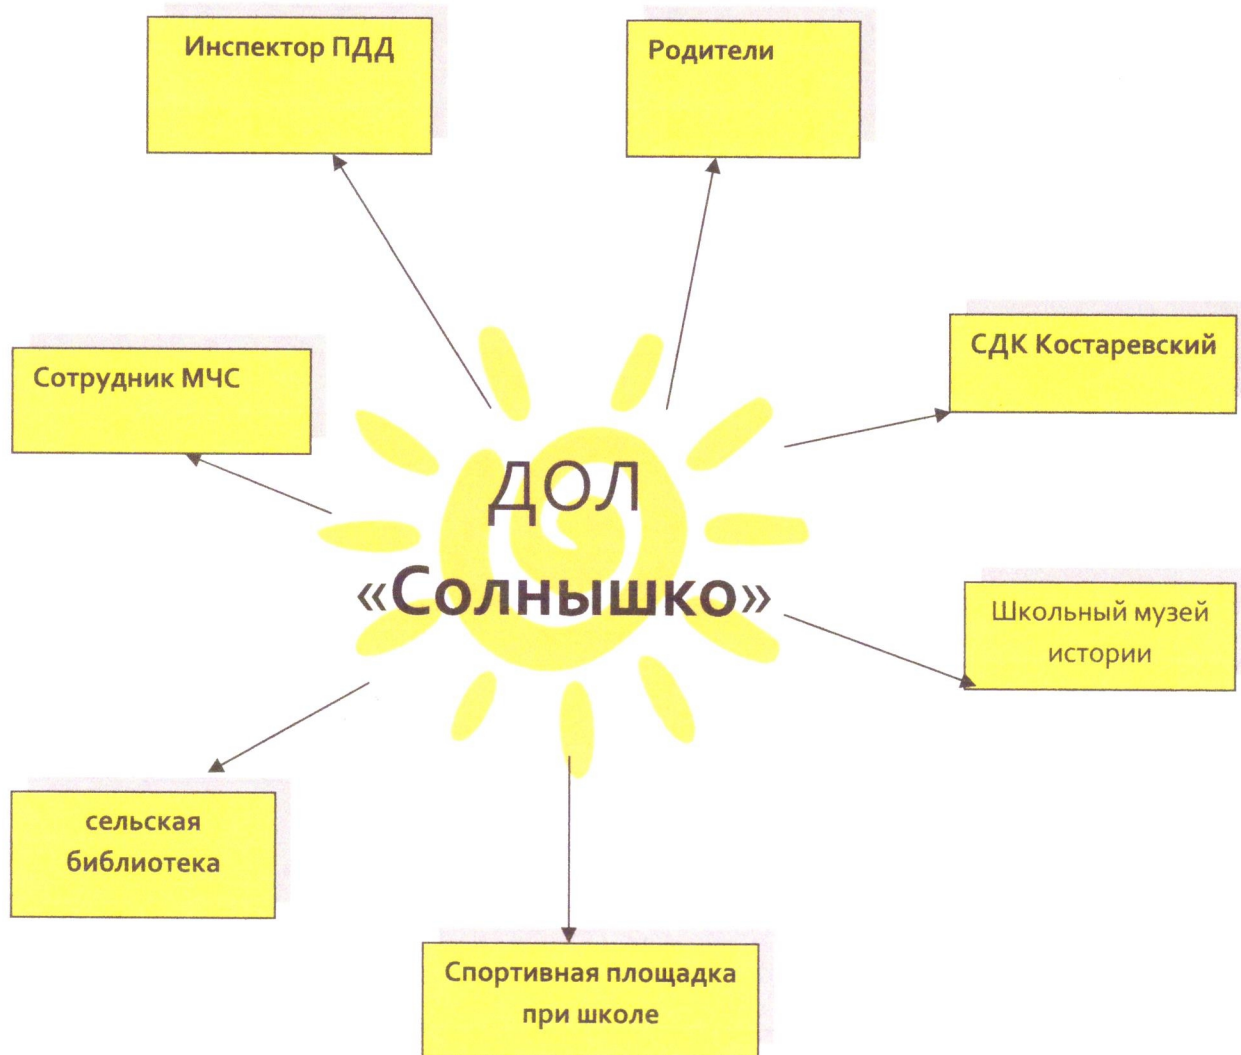 Инспектор ПДД
Родители
СДК Костаревский
Сотрудник МЧС
ДОЛ
«Солнышко»
Школьный музей
истории
сельская
библиотека
Спортивная площадка
при школе